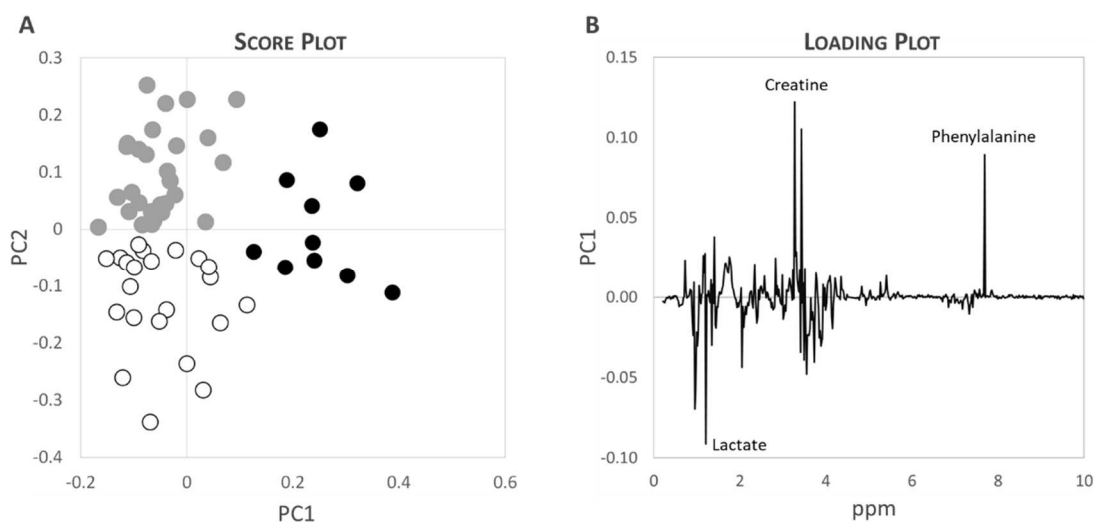 A
SCORE PLOT
0.3
0.2
0.1
0
-0.1
-0.2
-0.3
-0.4
PC2
-0.2
0
0.2
0.4
0.6
PC1
B
LOADING PLOT
0.15
0.10
0.05
0.00
-0.05
-0.10
PC1
Creatine
Phenylalanine
Lactate
0
2
4
6
8
10
ppm